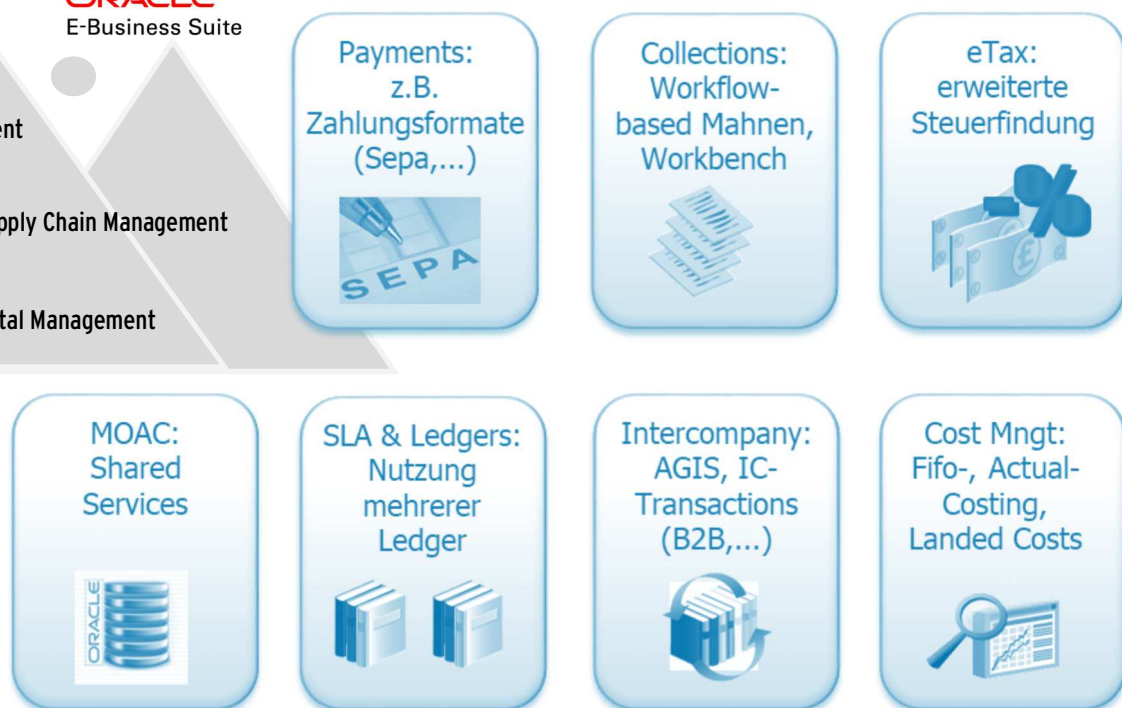 ORACLE
E-Business Suite
ent
pply Chain Management
tal Management
Payments:
z.B.
Zahlungsformate
(Sepa,...)
SEPA
Collections:
Workflow-
based Mahnen,
Workbench
eTax:
erweiterte
Steuerfindung
%
£
MOAC:
Shared
Services
ORACLE
SLA & Ledgers:
Nutzung
mehrerer
Ledger
Intercompany:
AGIS, IC-
Transactions
(B2B,...)
Cost Mngt:
Fifo-, Actual-
Costing,
Landed Costs